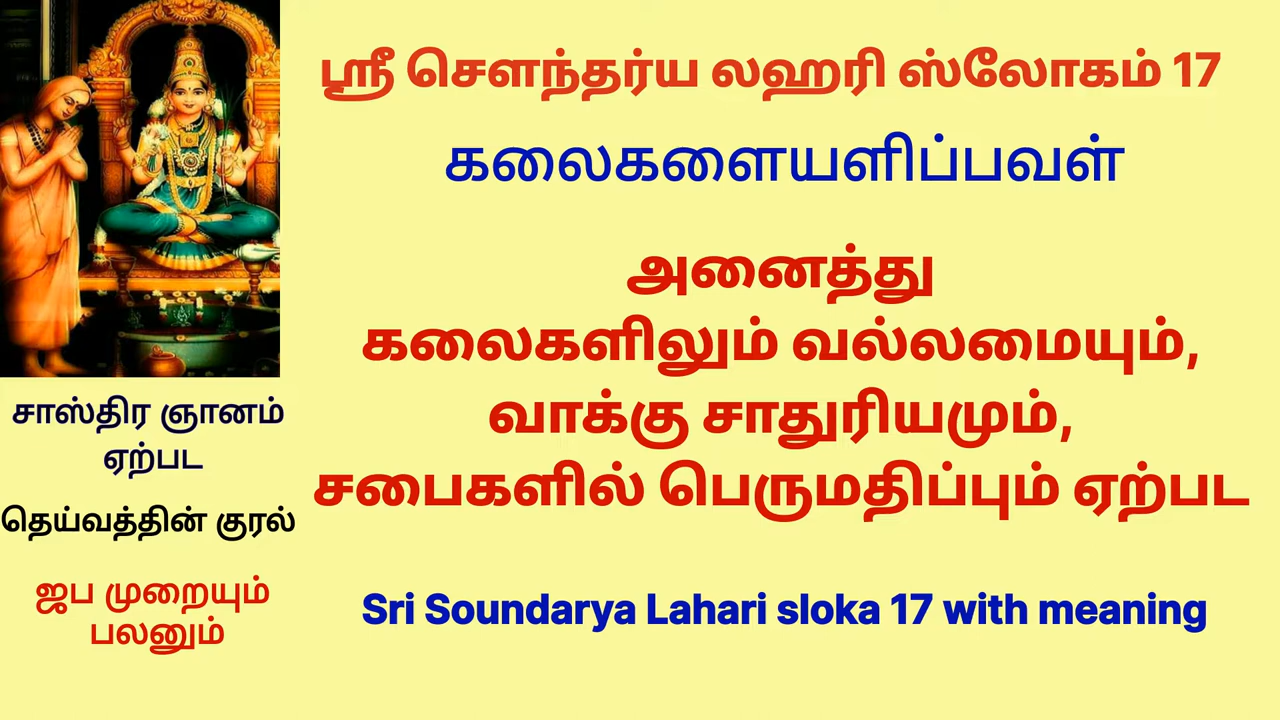 ஸ்ரீ சௌந்தர்ய லஹரி ஸ்லோகம் 17
கலைகளையளிப்பவள்
அனைத்து
கலைகளிலும் வல்லமையும்,
வாக்கு சாதுரியமும்,
சபைகளில் பெருமதிப்பும் ஏற்பட
Sri Soundarya Lahari sloka 17 with meaning
சாஸ்திர ஞானம்
ஏற்பட
தெய்வத்தின் குரல்
ஜப முறையும்
பலனும்